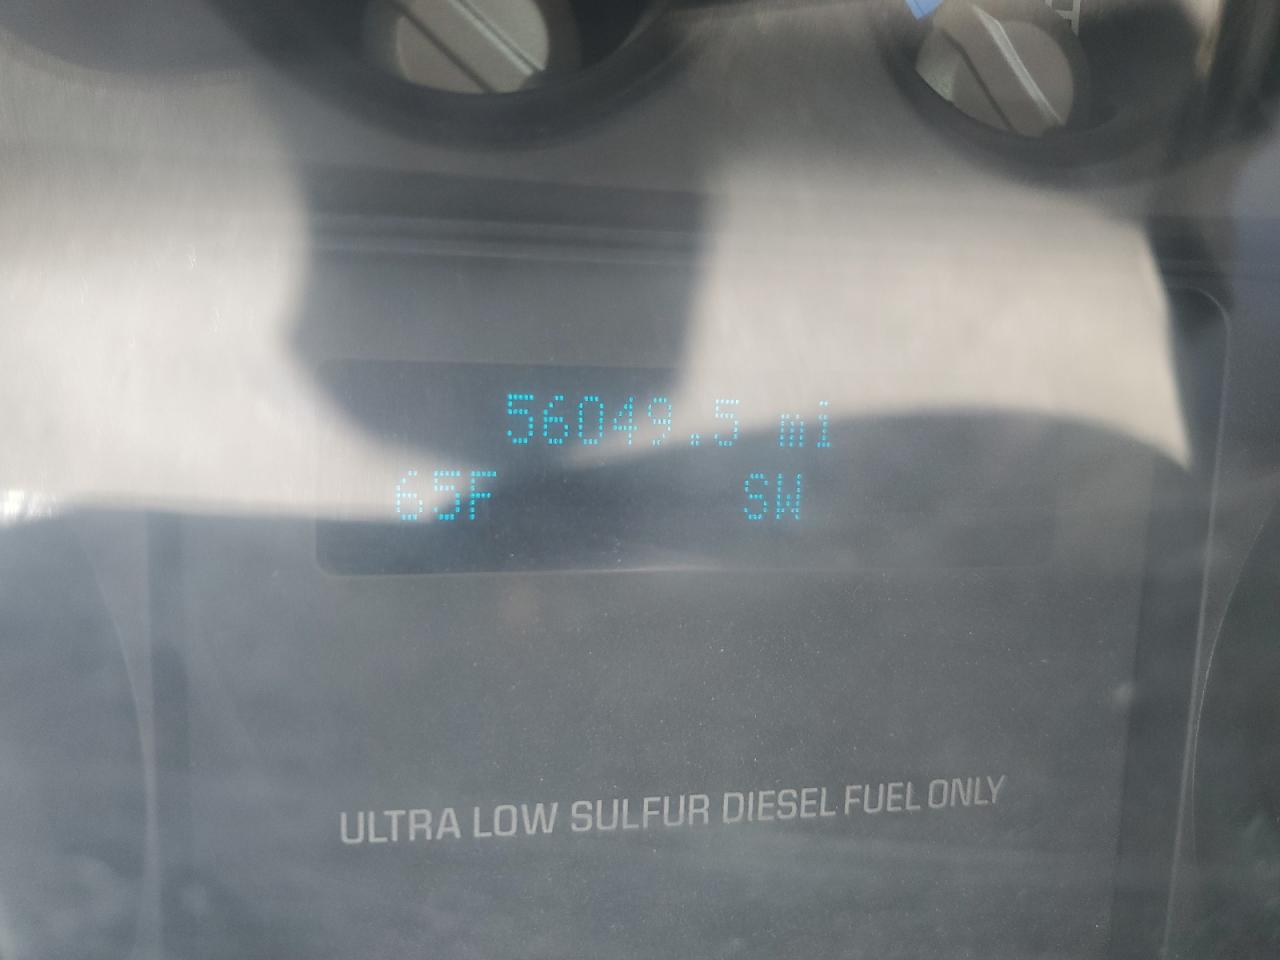 56049.5 mi
65F SW
ULTRA LOW SULFUR DIESEL FUEL ONLY